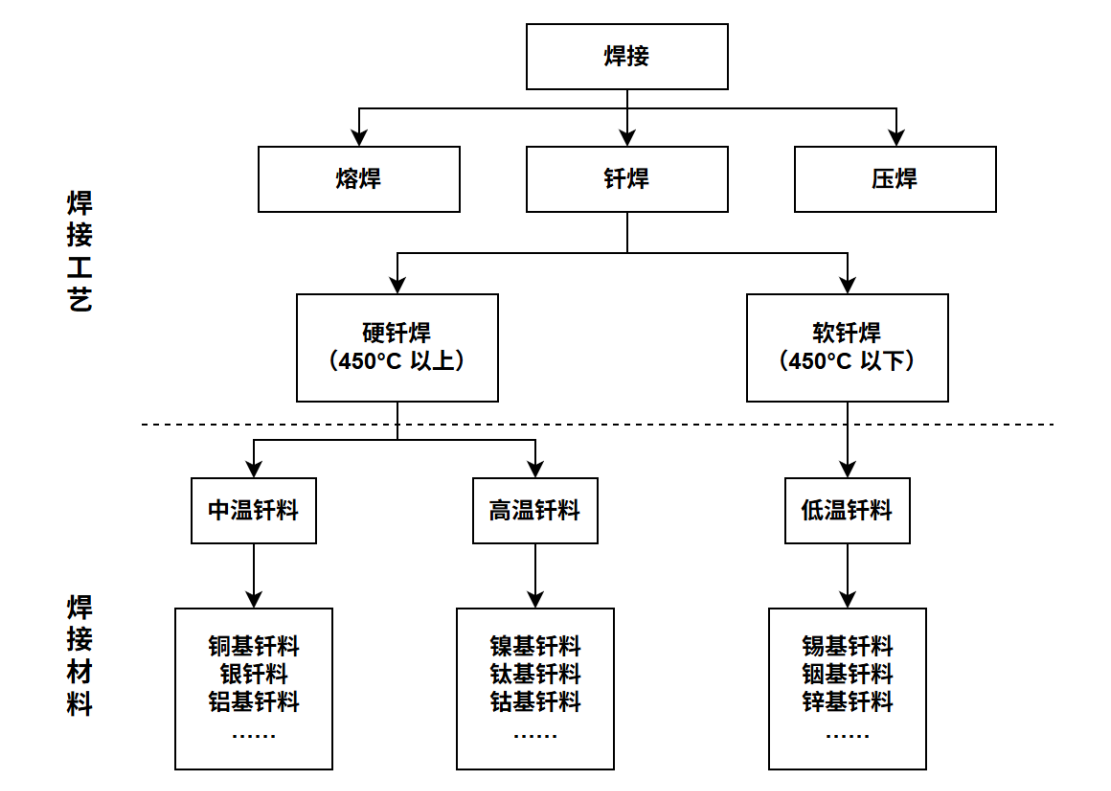 焊接
熔焊
钎焊
压焊
焊接工艺
硬钎焊
（450°C 以上）
软钎焊
（450°C 以下）
中温钎料
高温钎料
低温钎料
焊接材料
铜基钎料
银钎料
铝基钎料
……
镍基钎料
钛基钎料
钴基钎料
……
锡基钎料
铟基钎料
锌基钎料
……